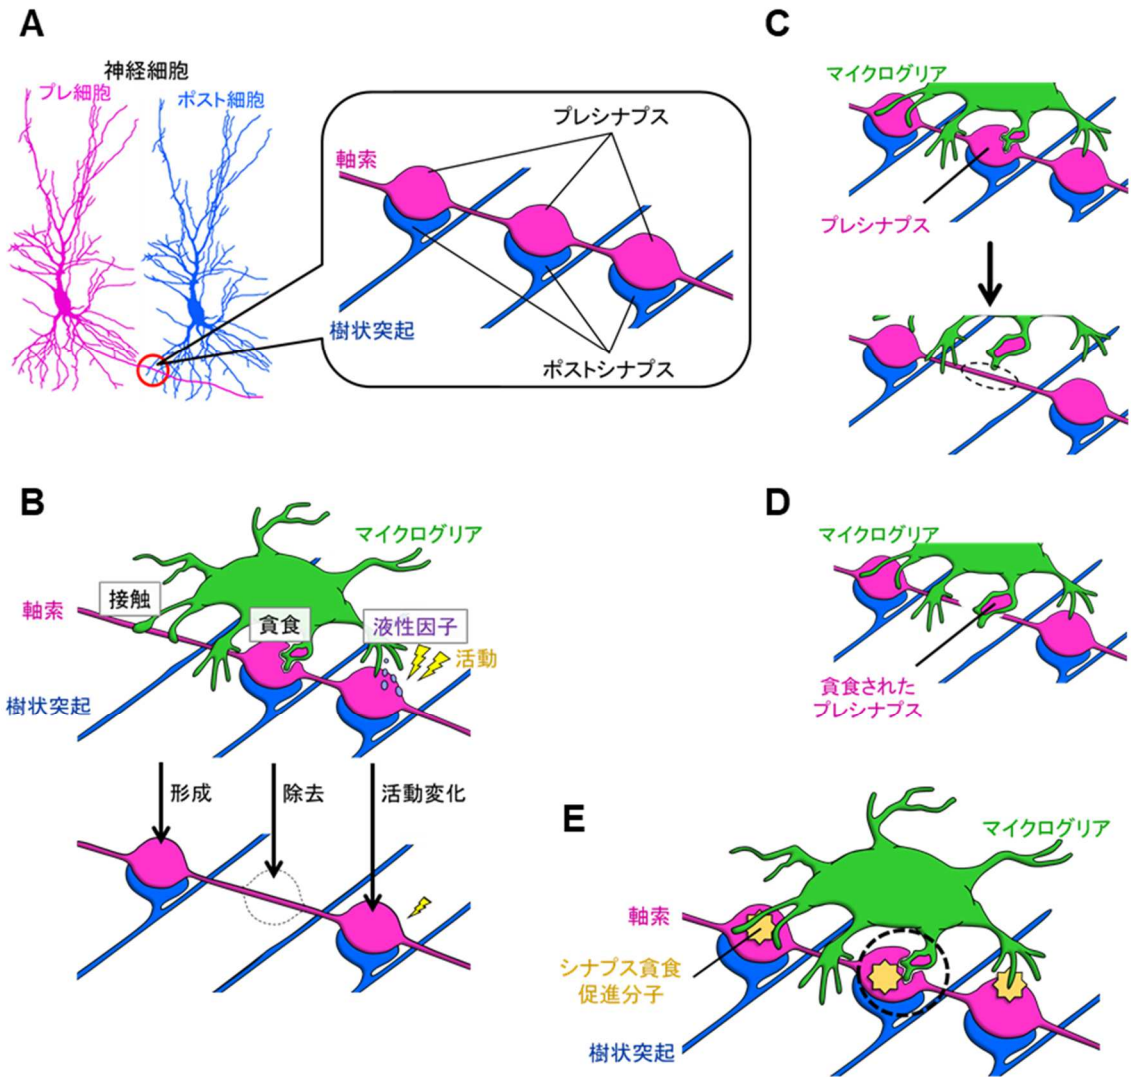 A
神経細胞
プレ細胞
ポスト細胞
プレシナプス
軸索
樹状突起
ポストシナプス
C
マイクログリア
プレシナプス
B
マイクログリア
接触
軸索
貪食
液性因子
活動
樹状突起
形成
除去
活動変化
D
マイクログリア
貪食された
プレシナプス
E
マイクログリア
軸索
シナプス貪食
促進分子
樹状突起